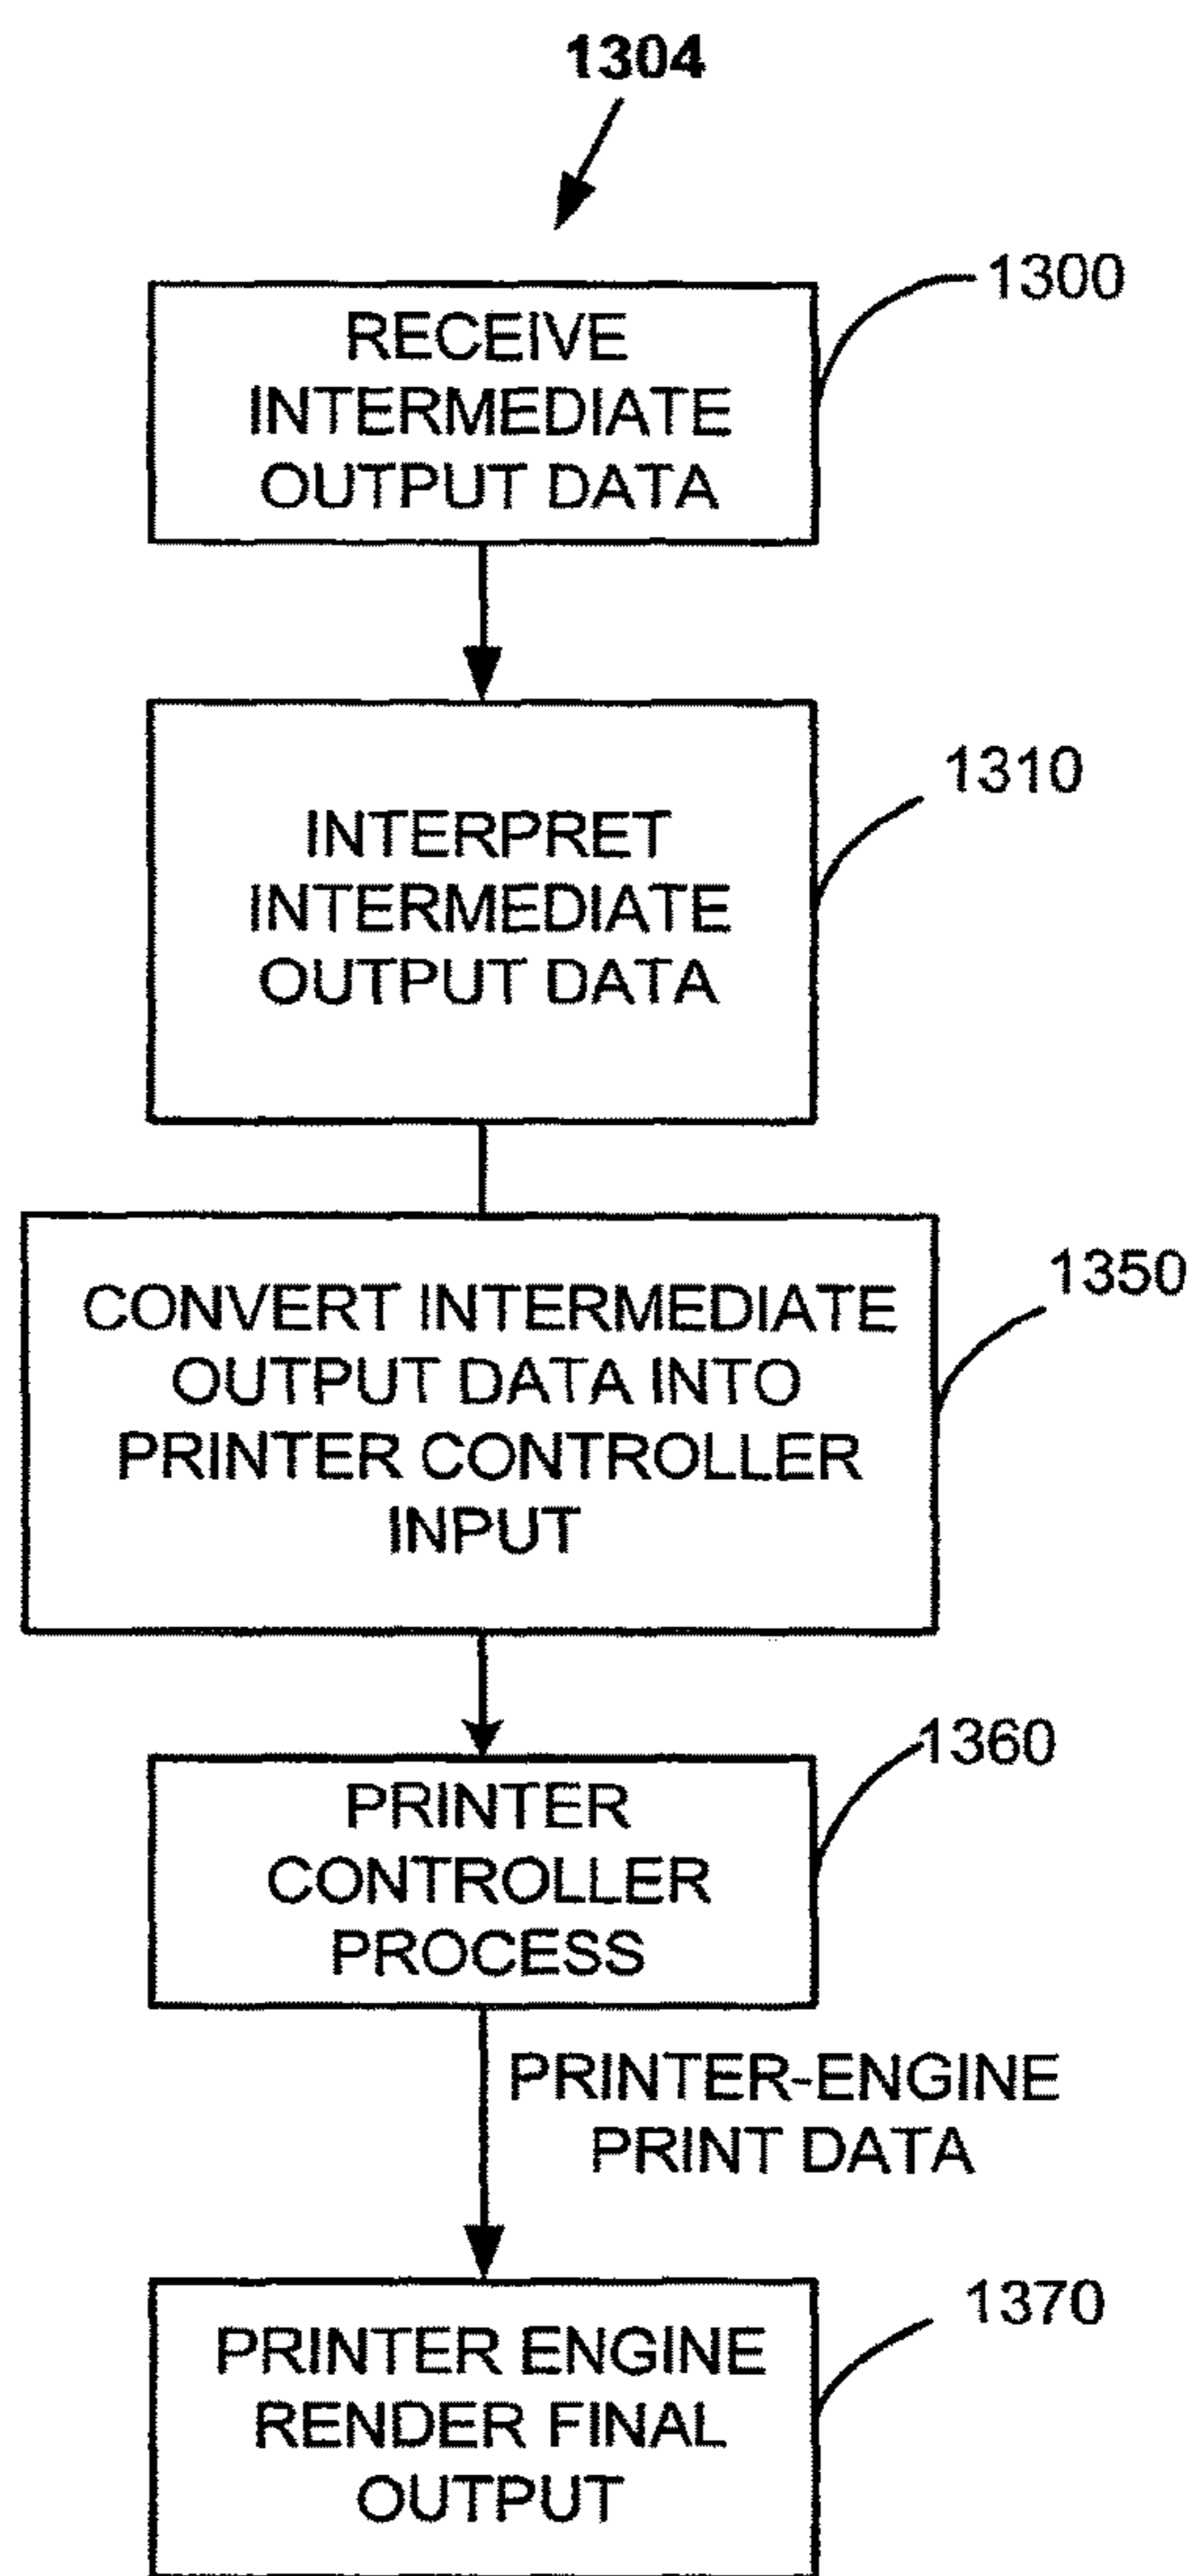 1304
1300
RECEIVE
INTERMEDIATE
OUTPUT DATA
1310
INTERPRET
INTERMEDIATE
OUTPUT DATA
1350
CONVERT INTERMEDIATE
OUTPUT DATA INTO
PRINTER CONTROLLER
INPUT
1360
PRINTER
CONTROLLER
PROCESS
PRINTER-ENGINE
PRINT DATA
1370
PRINTER ENGINE
RENDER FINAL
OUTPUT